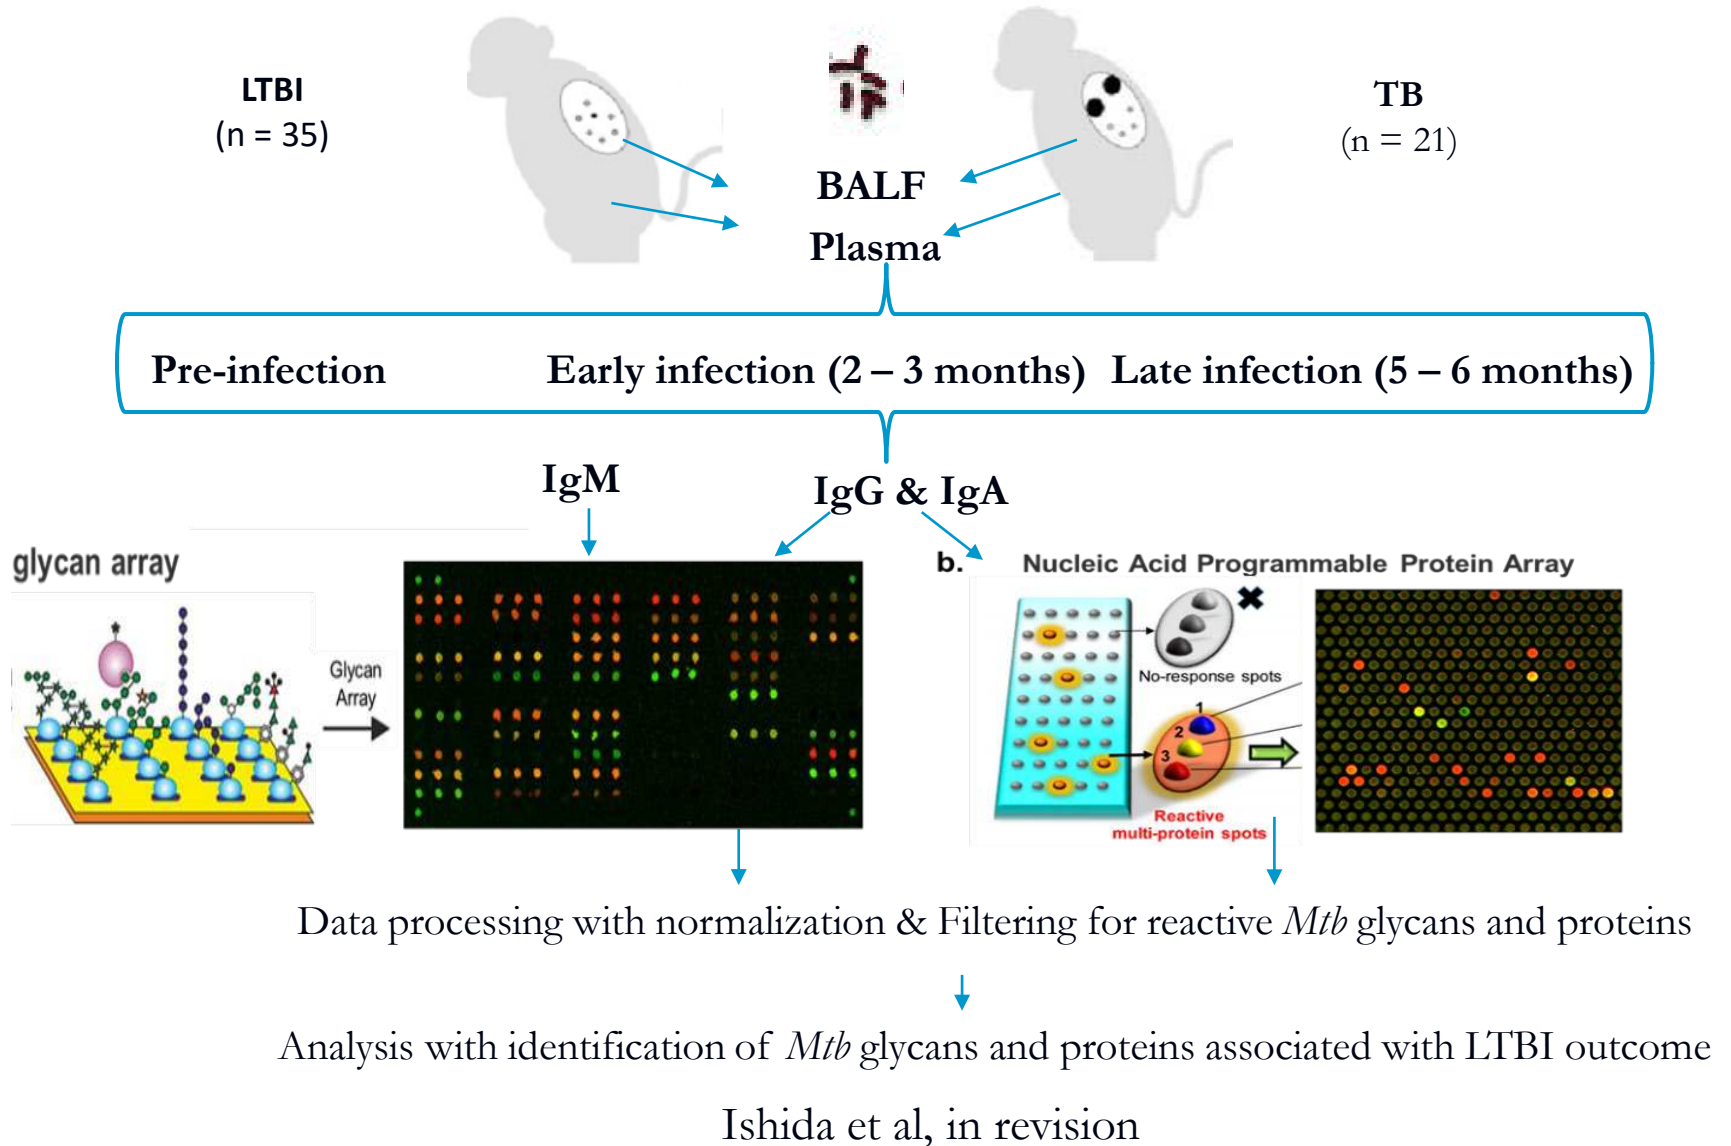 LTBI
(n = 35)
TB
(n = 21)
BALF
Plasma
Pre-infection Early infection (2 – 3 months) Late infection (5 – 6 months)
IgM
IgG & IgA
glycan array
Glycan
Array
b. Nucleic Acid Programmable Protein Array
No-response spots
1
2
3
Reactive
multi-protein spots
Data processing with normalization & Filtering for reactive Mtb glycans and proteins
Analysis with identification of Mtb glycans and proteins associated with LTBI outcome
Ishida et al, in revision